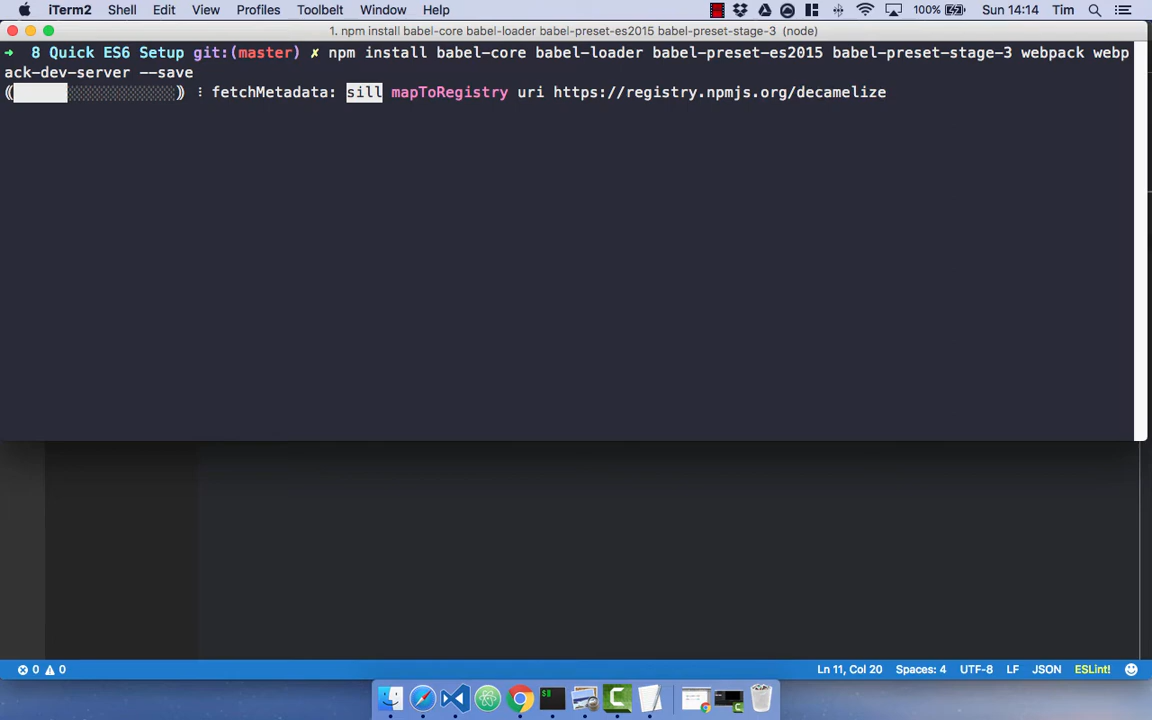 iTerm2 Shell Edit View Profiles Toolbelt Window Help 100% Sun 14:14 Tim
1. npm install babel-core babel-loader babel-preset-es2015 babel-preset-stage-3 (node)
➜ 8 Quick ES6 Setup git:(master) ✗ npm install babel-core babel-loader babel-preset-es2015 babel-preset-stage-3 webpack webp
ack-dev-server --save
⸨░░░░░░░░░░░░░░░░░░⸩ ⠇ fetchMetadata: sill mapToRegistry uri https://registry.npmjs.org/decamelize
0 0 Ln 11, Col 20 Spaces: 4 UTF-8 LF JSON ESLint!